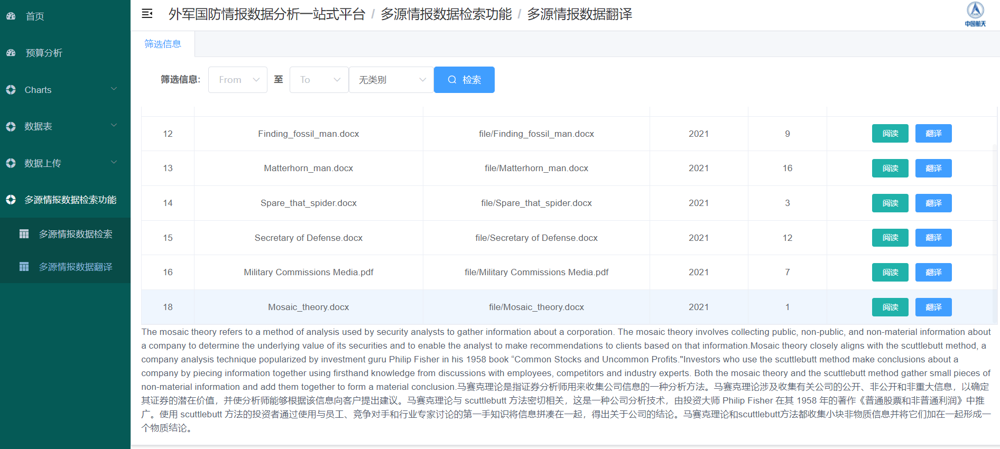 首页
预算分析
Charts
数据表
数据上传
多源情报数据检索功能
多源情报数据检索
多源情报数据翻译
外军国防情报数据分析一站式平台 / 多源情报数据检索功能 / 多源情报数据翻译
中国航天
筛选信息
筛选信息: From 至 To 无类别 检索
12 Finding_fossil_man.docx file/Finding_fossil_man.docx 2021 9 阅读 翻译
13 Matterhorn_man.docx file/Matterhorn_man.docx 2021 16 阅读 翻译
14 Spare_that_spider.docx file/Spare_that_spider.docx 2021 3 阅读 翻译
15 Secretary of Defense.docx file/Secretary of Defense.docx 2021 12 阅读 翻译
16 Military Commissions Media.pdf file/Military Commissions Media.pdf 2021 7 阅读 翻译
18 Mosaic_theory.docx file/Mosaic_theory.docx 2021 1 阅读 翻译
The mosaic theory refers to a method of analysis used by security analysts to gather information about a corporation. The mosaic theory involves collecting public, non-public, and non-material information about
a company to determine the underlying value of its securities and to enable the analyst to make recommendations to clients based on that information.Mosaic theory closely aligns with the scuttlebutt method, a
company analysis technique popularized by investment guru Philip Fisher in his 1958 book “Common Stocks and Uncommon Profits."Investors who use the scuttlebutt method make conclusions about a
company by piecing information together using firsthand knowledge from discussions with employees, competitors and industry experts. Both the mosaic theory and the scuttlebutt method gather small pieces of
non-material information and add them together to form a material conclusion.马赛克理论是指证券分析师用来收集公司信息的一种分析方法。马赛克理论涉及收集有关公司的公开、非公开和非重大信息，以确定
其证券的潜在价值，并使分析师能够根据该信息向客户提出建议。马赛克理论与 scuttlebutt 方法密切相关，这是一种公司分析技术，由投资大师 Philip Fisher 在其 1958 年的著作《普通股票和非普通利润》中推
广。使用 scuttlebutt 方法的投资者通过使用与员工、竞争对手和行业专家讨论的第一手知识将信息拼凑在一起，得出关于公司的结论。马赛克理论和scuttlebutt方法都收集小块非物质信息并将它们加在一起形成一
个物质结论。